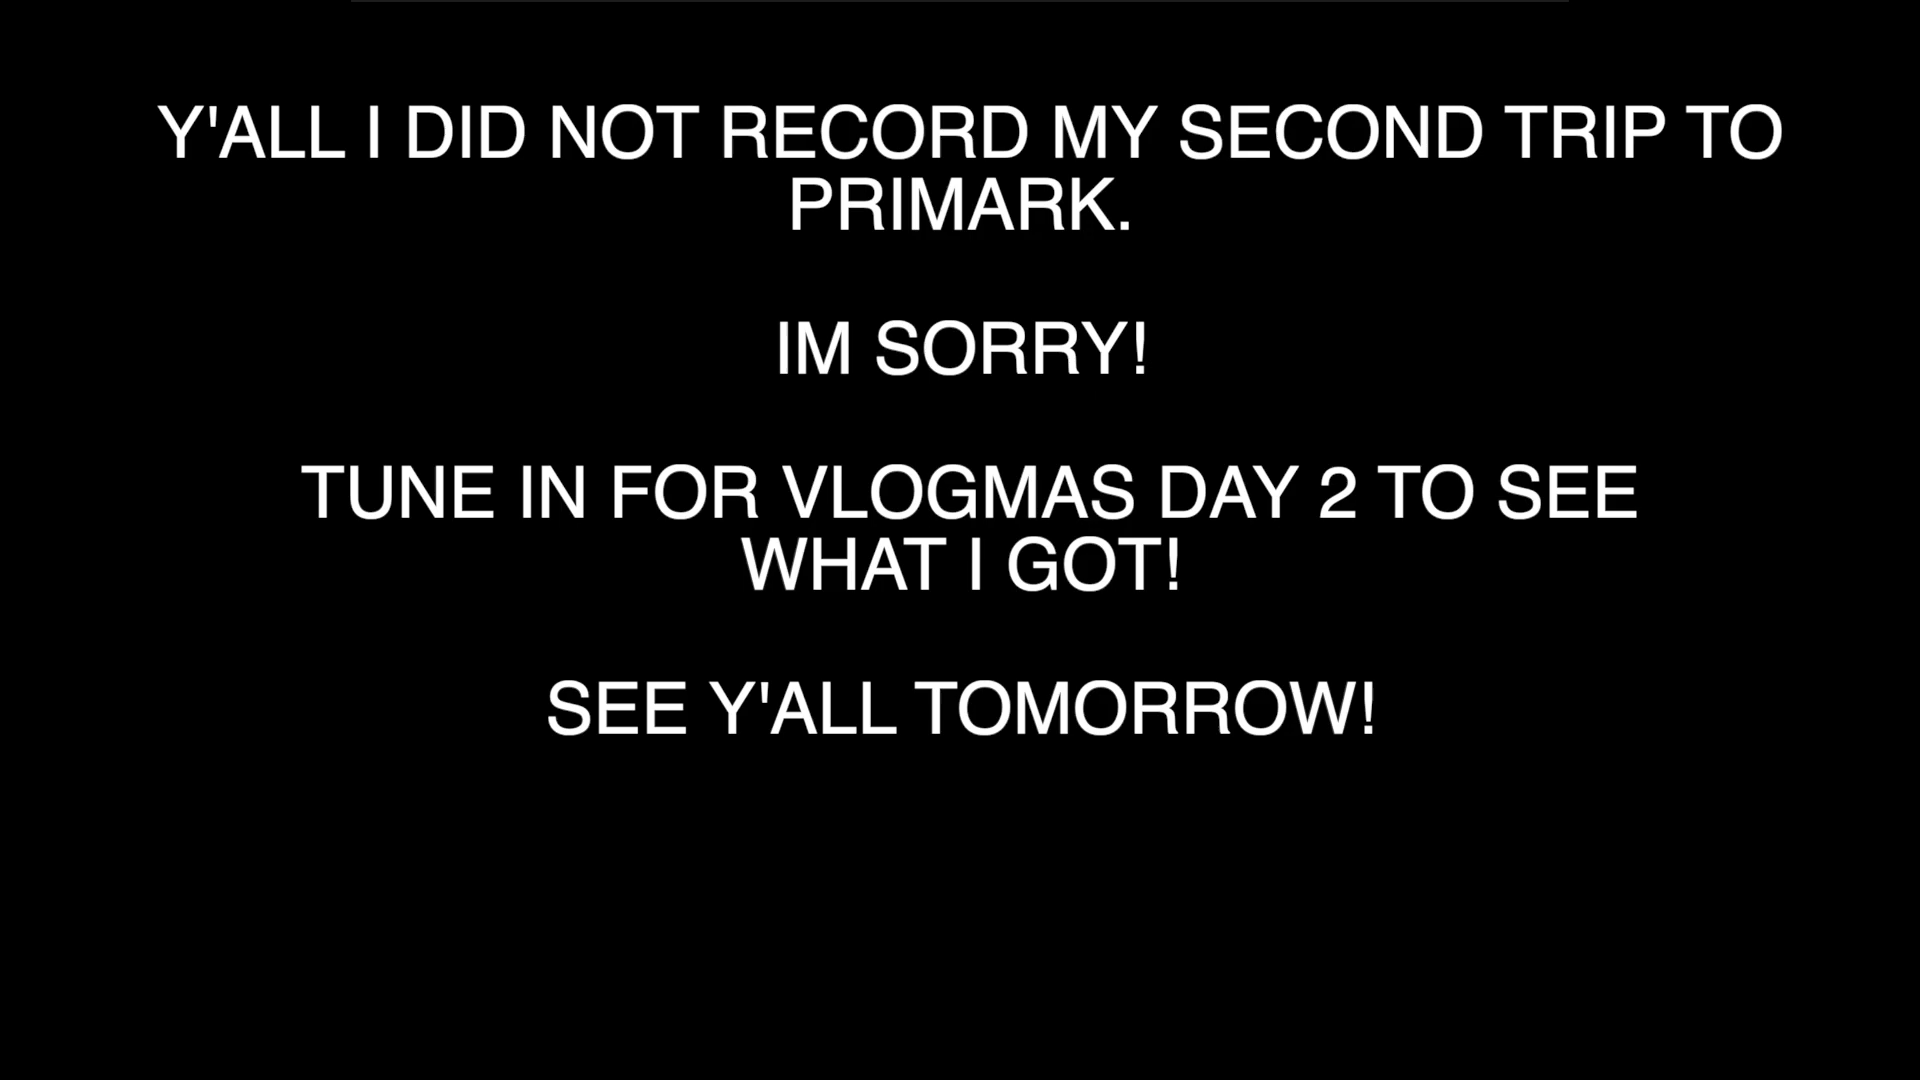 Y'ALL I DID NOT RECORD MY SECOND TRIP TO
PRIMARK.
IM SORRY!
TUNE IN FOR VLOGMAS DAY 2 TO SEE
WHAT I GOT!
SEE Y'ALL TOMORROW!